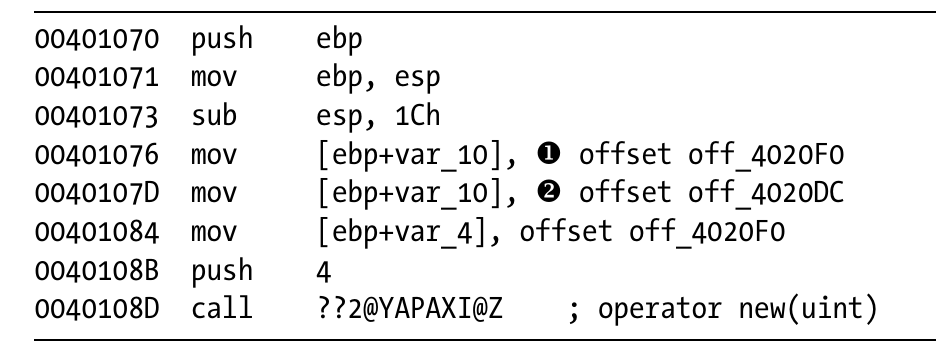 00401070 push ebp
00401071 mov ebp, esp
00401073 sub esp, 1Ch
00401076 mov [ebp+var_10], ❶ offset off_4020F0
0040107D mov [ebp+var_10], ❷ offset off_4020DC
00401084 mov [ebp+var_4], offset off_4020F0
0040108B push 4
0040108D call ??2@YAPAXI@Z ; operator new(uint)